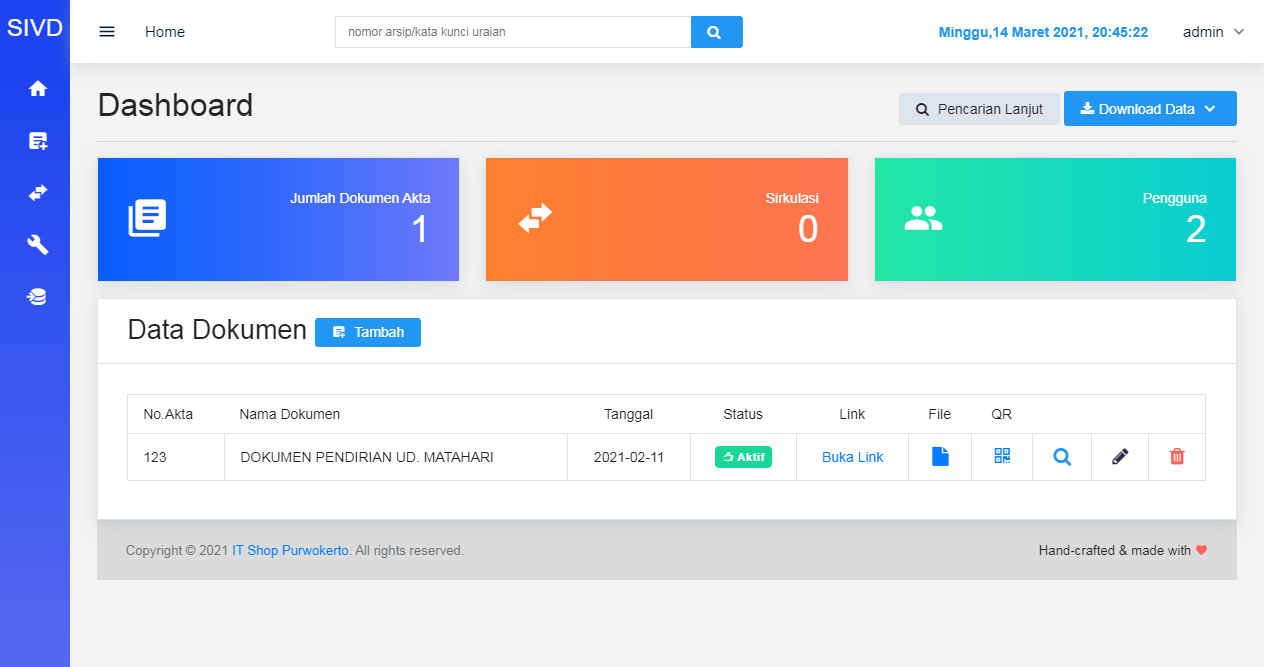 SIVD
Home
nomor arsip/kata kunci uraian
Minggu,14 Maret 2021, 20:45:22
admin
Dashboard
Pencarian Lanjut
Download Data
Jumlah Dokumen Akta
1
Sirkulasi
0
Pengguna
2
Data Dokumen
Tambah
No.Akta Nama Dokumen Tanggal Status Link File QR
123 DOKUMEN PENDIRIAN UD. MATAHARI 2021-02-11 Aktif Buka Link
Copyright © 2021 IT Shop Purwokerto. All rights reserved.
Hand-crafted & made with